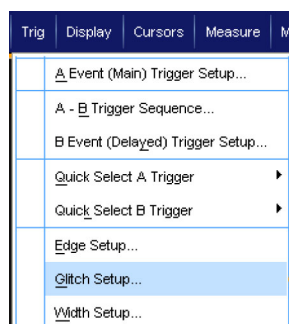 Trig Display Cursors Measure
A Event (Main) Trigger Setup...
A - B Trigger Sequence...
B Event (Delayed) Trigger Setup...
Quick Select A Trigger
Quick Select B Trigger
Edge Setup...
Glitch Setup...
Width Setup...